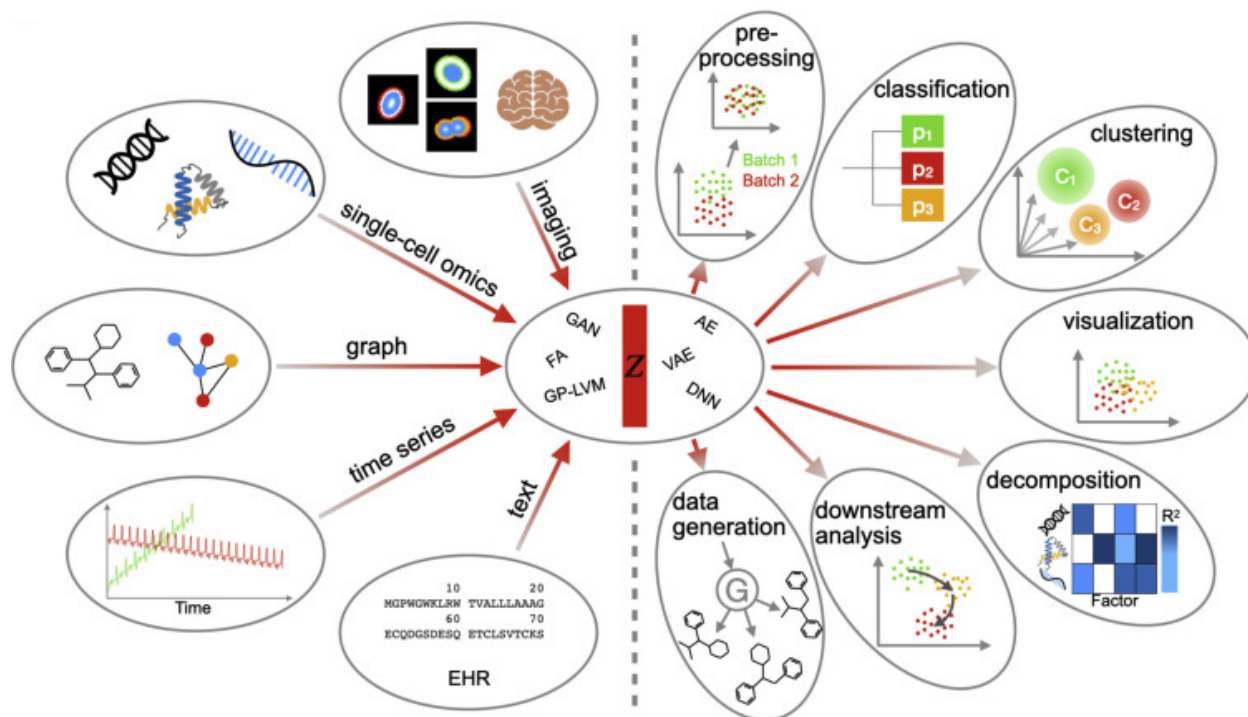 imaging
single-cell omics
graph
time series
Time
text
10 20
MGPWGWKLRW TVALLLAAAG
60 70
ECQDGSDESQ ETCLSVTCKS
EHR
GAN
FA
GP-LVM
Z
AE
VAE
DNN
pre-
processing
Batch 1
Batch 2
classification
p1
p2
p3
clustering
C1
C2
C3
visualization
decomposition
R²
Factor
downstream
analysis
data
generation
G